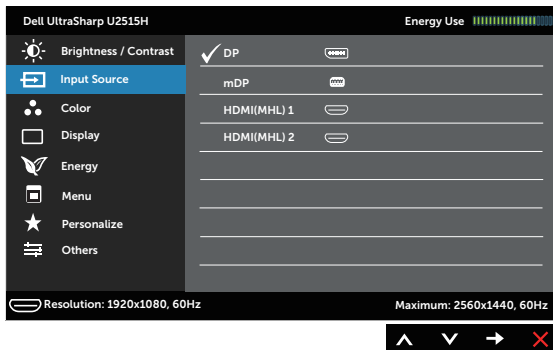 Dell UltraSharp U2515H Energy Use
Brightness / Contrast DP
Input Source mDP
Color HDMI(MHL) 1
Display HDMI(MHL) 2
Energy
Menu
Personalize
Others
Resolution: 1920x1080, 60Hz Maximum: 2560x1440, 60Hz